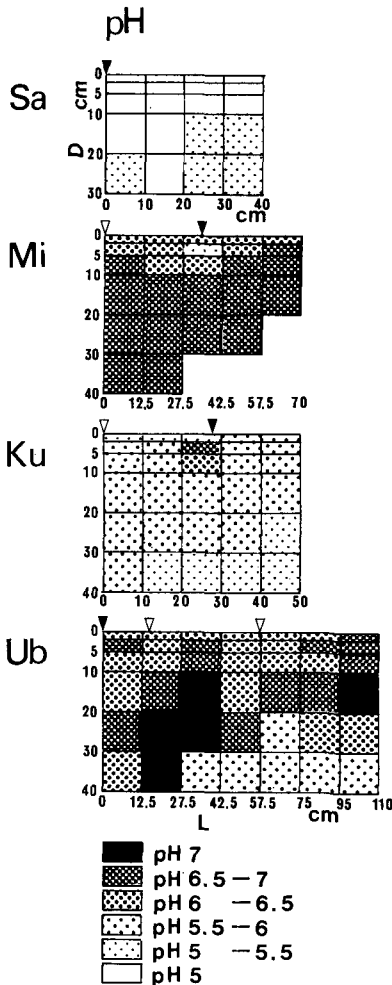 pH
Sa
cm
D
0
5
10
20
30
0 10 20 30 40
cm
Mi
0
5
10
20
30
40
0 12.5 27.5 42.5 57.5 70
Ku
0
5
10
20
30
40
0 10 20 30 40 50
Ub
0
5
10
20
30
40
0 12.5 27.5 42.5 57.5 75 95 110
L cm
pH 7
pH 6.5 – 7
pH 6 – 6.5
pH 5.5 – 6
pH 5 – 5.5
pH 5